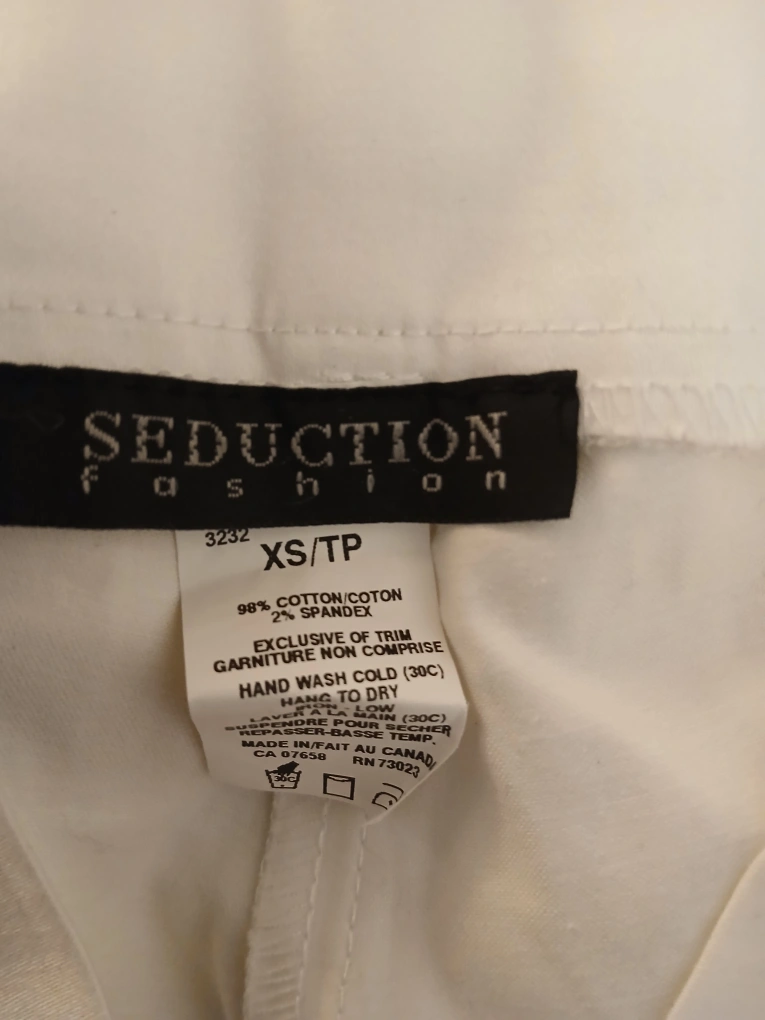 SEDUCTION
fashion
3232
XS/TP
98% COTTON/COTON
2% SPANDEX
EXCLUSIVE OF TRIM
GARNITURE NON COMPRISE
HAND WASH COLD (30C)
HANG TO DRY
IRON - LOW
LAVER A LA MAIN (30C)
SUSPENDRE POUR SECHER
REPASSER-BASSE TEMP.
MADE IN/FAIT AU CANADA
CA 07658 RN 73023
30C